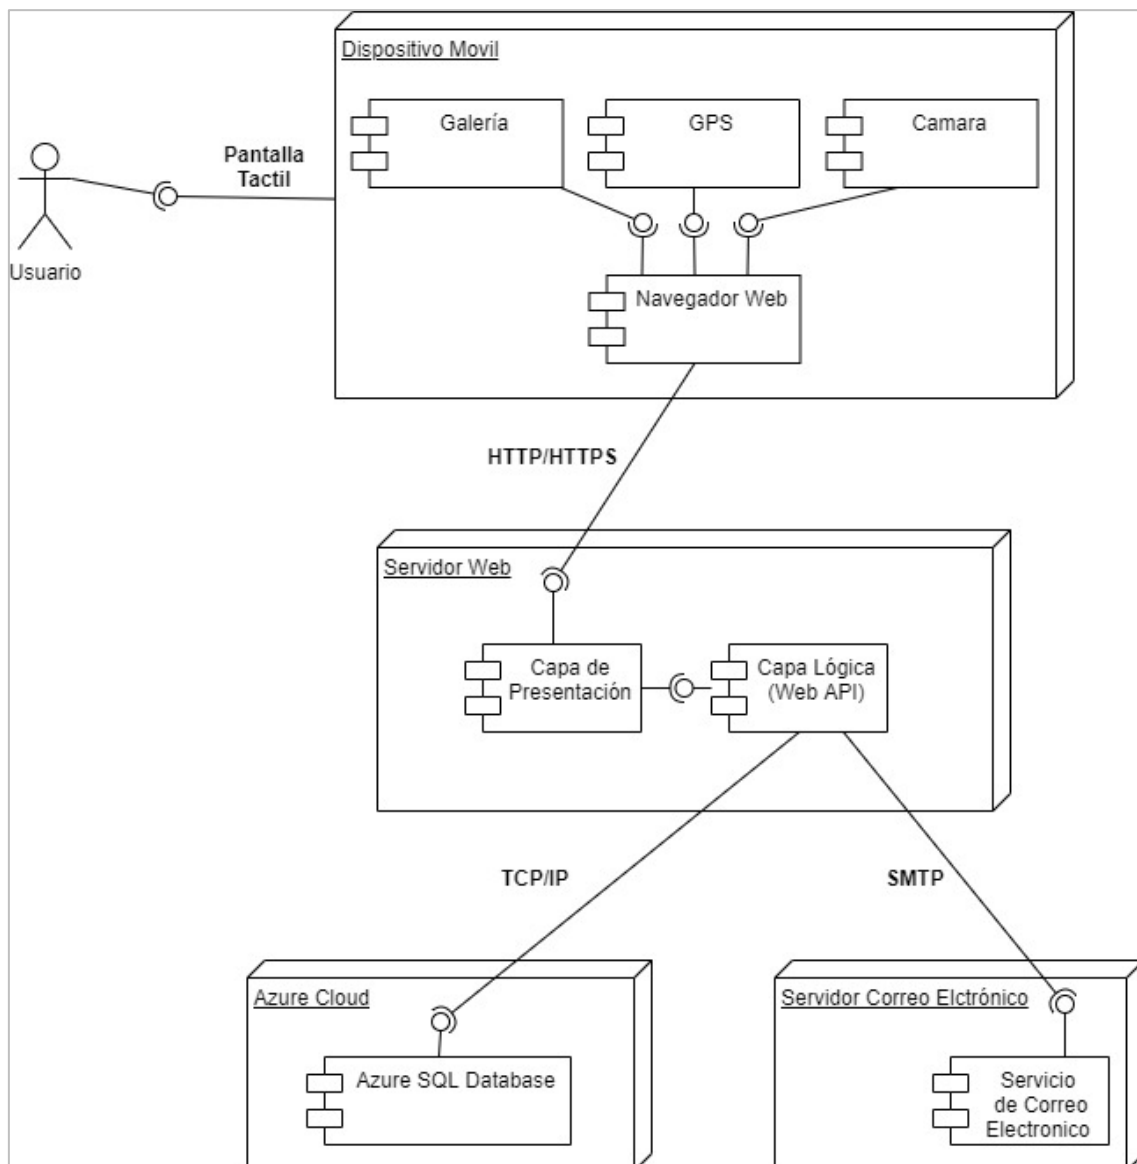 Dispositivo Movil
Galería
GPS
Camara
Pantalla
Tactil
Usuario
Navegador Web
HTTP/HTTPS
Servidor Web
Capa de
Presentación
Capa Lógica
(Web API)
TCP/IP
SMTP
Azure Cloud
Azure SQL Database
Servidor Correo Elctrónico
Servicio
de Correo
Electronico